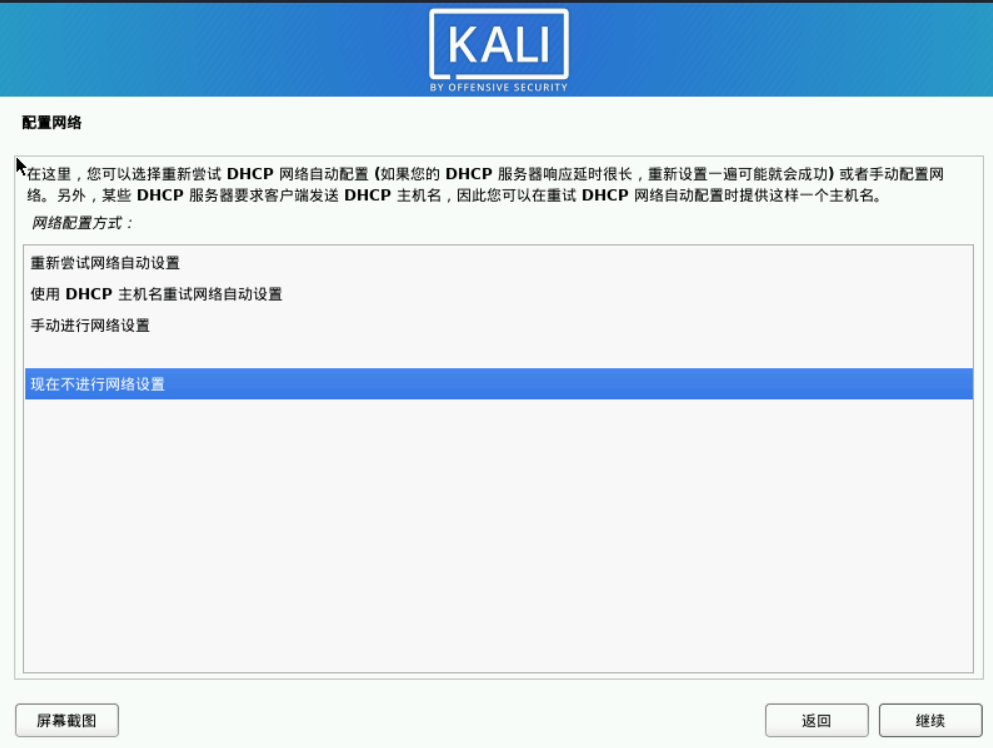 KALI
BY OFFENSIVE SECURITY
配置网络
在这里，您可以选择重新尝试 DHCP 网络自动配置 (如果您的 DHCP 服务器响应延时很长，重新设置一遍可能就会成功) 或者手动配置网
络。另外，某些 DHCP 服务器要求客户端发送 DHCP 主机名，因此您可以在重试 DHCP 网络自动配置时提供这样一个主机名。
网络配置方式：
重新尝试网络自动设置
使用 DHCP 主机名重试网络自动设置
手动进行网络设置
现在不进行网络设置
屏幕截图
返回
继续